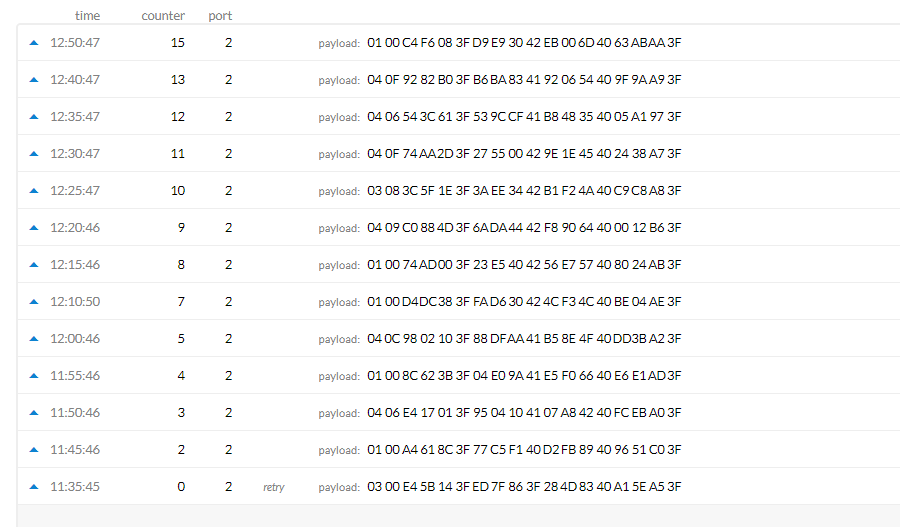 time counter port
12:50:47 15 2 payload: 01 00 C4 F6 08 3F D9 E9 30 42 EB 00 6D 40 63 AB AA 3F
12:40:47 13 2 payload: 04 0F 92 82 B0 3F B6 BA 83 41 92 06 54 40 9F 9A A9 3F
12:35:47 12 2 payload: 04 06 54 3C 61 3F 53 9C CF 41 B8 48 35 40 05 A1 97 3F
12:30:47 11 2 payload: 04 0F 74 AA 2D 3F 27 55 00 42 9E 1E 45 40 24 38 A7 3F
12:25:47 10 2 payload: 03 08 3C 5F 1E 3F 3A EE 34 42 B1 F2 4A 40 C9 C8 A8 3F
12:20:46 9 2 payload: 04 09 C0 88 4D 3F 6A DA 44 42 F8 90 64 40 00 12 B6 3F
12:15:46 8 2 payload: 01 00 74 AD 00 3F 23 E5 40 42 56 E7 57 40 80 24 AB 3F
12:10:50 7 2 payload: 01 00 D4 DC 38 3F FA D6 30 42 4C F3 4C 40 BE 04 AE 3F
12:00:46 5 2 payload: 04 0C 98 02 10 3F 88 DF AA 41 B5 8E 4F 40 DD 3B A2 3F
11:55:46 4 2 payload: 01 00 8C 62 3B 3F 04 E0 9A 41 E5 F0 66 40 E6 E1 AD 3F
11:50:46 3 2 payload: 04 06 E4 17 01 3F 95 04 10 41 07 A8 42 40 FC EB A0 3F
11:45:46 2 2 payload: 01 00 A4 61 8C 3F 77 C5 F1 40 D2 FB 89 40 96 51 C0 3F
11:35:45 0 2 retry payload: 03 00 E4 5B 14 3F ED 7F 86 3F 28 4D 83 40 A1 5E A5 3F